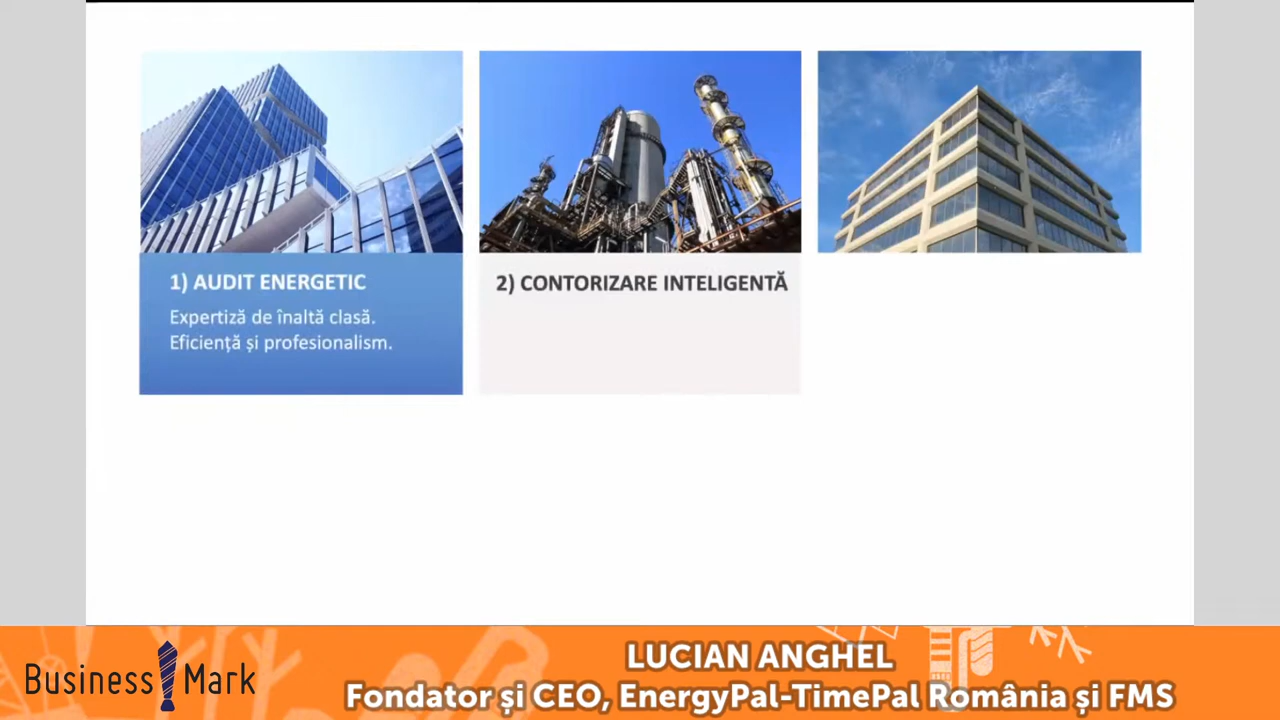 1) AUDIT ENERGETIC
Expertiză de înaltă clasă.
Eficiență și profesionalism.
2) CONTORIZARE INTELIGENTĂ
Business Mark
LUCIAN ANGHEL
Fondator și CEO, EnergyPal-TimePal România și FMS